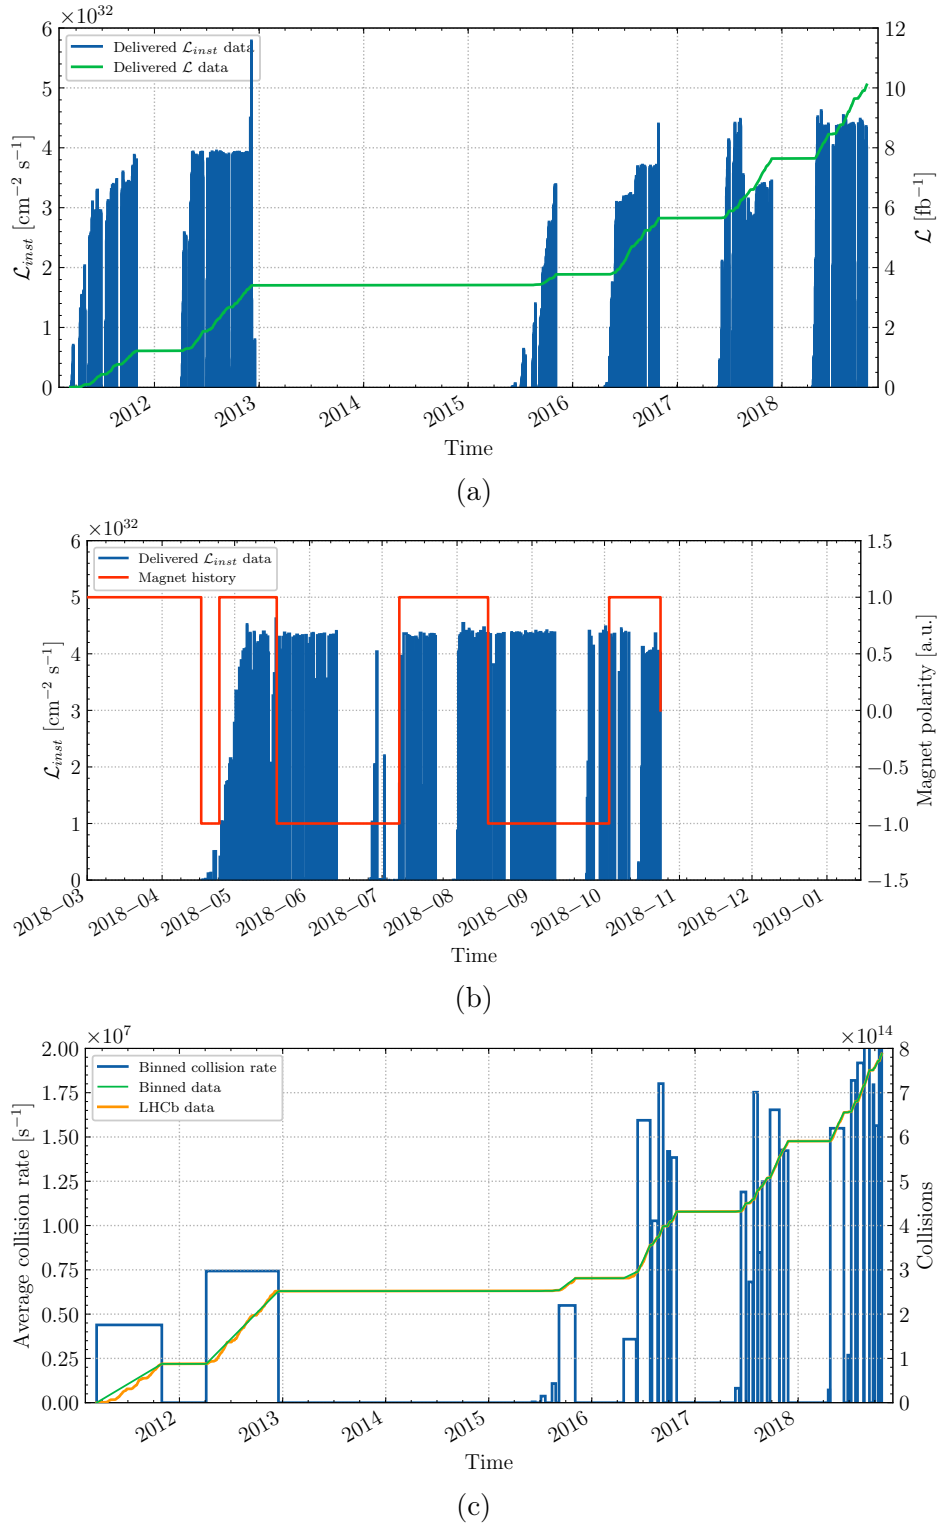 ×10³²
6
5
4
3
2
1
0
12
10
8
6
4
2
0
Delivered ℒ_inst data
Delivered ℒ data
ℒ_inst [cm⁻² s⁻¹]
ℒ [fb⁻¹]
2012 2013 2014 2015 2016 2017 2018
Time
(a)
×10³²
6
5
4
3
2
1
0
1.5
1.0
0.5
0.0
−0.5
−1.0
−1.5
Delivered ℒ_inst data
Magnet history
ℒ_inst [cm⁻² s⁻¹]
Magnet polarity [a.u.]
2018−03 2018−04 2018−05 2018−06 2018−07 2018−08 2018−09 2018−10 2018−11 2018−12 2019−01
Time
(b)
×10⁷
×10¹⁴
2.00
1.75
1.50
1.25
1.00
0.75
0.50
0.25
0.00
8
7
6
5
4
3
2
1
0
Binned collision rate
Binned data
LHCb data
Average collision rate [s⁻¹]
Collisions
2012 2013 2014 2015 2016 2017 2018
Time
(c)